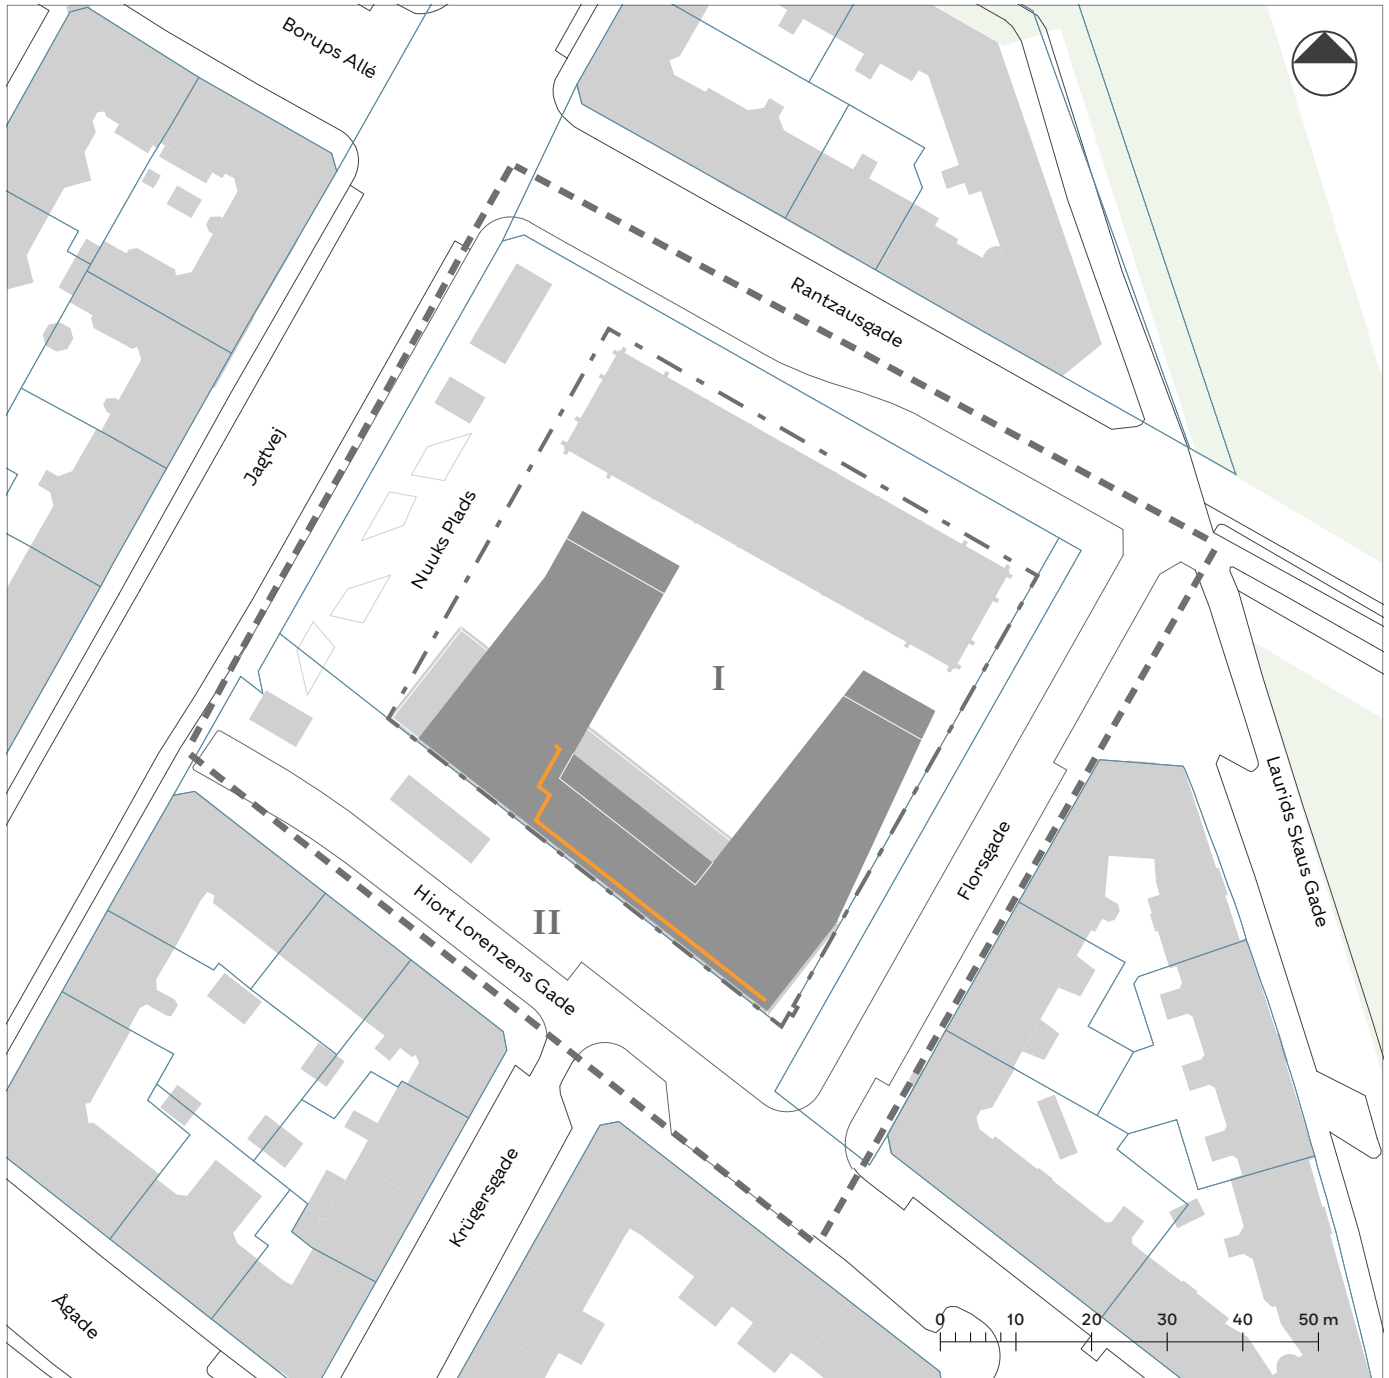 Borups Allé
Rantzausgade
Jagtvej
Nuuks Plads
I
Laurids Skaus Gade
Florsgade
Hiort Lorenzens Gade
II
Krügersgade
Ågade
0 10 20 30 40 50 m